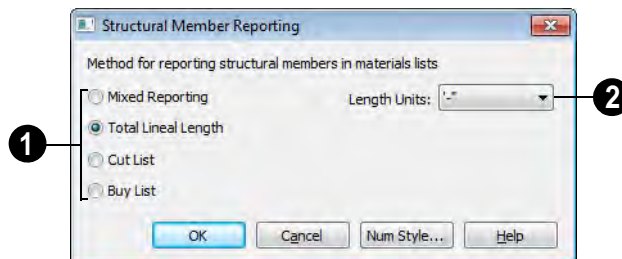 Structural Member Reporting
Method for reporting structural members in materials lists
Mixed Reporting
Length Units: '-"
2
Total Lineal Length
1
Cut List
Buy List
OK Cancel Num Style... Help